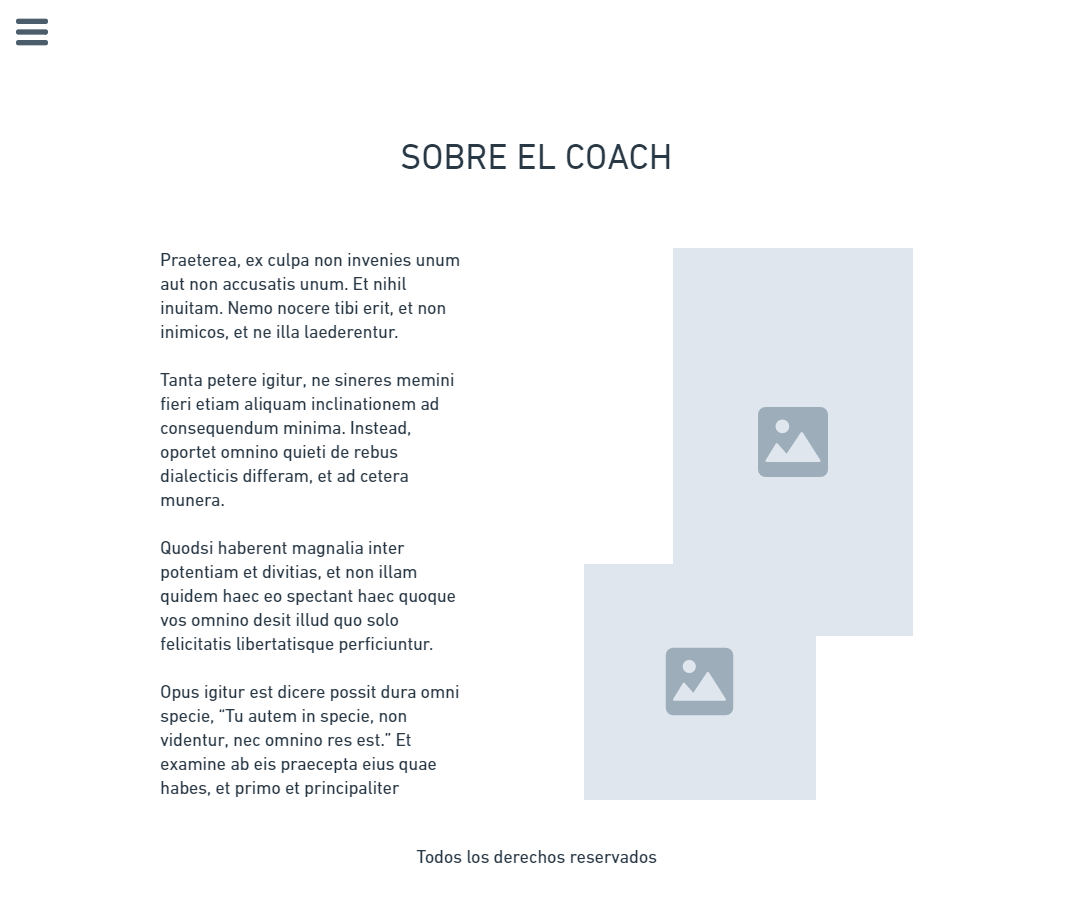 SOBRE EL COACH
Praeterea, ex culpa non invenies unum
aut non accusatis unum. Et nihil
inuitam. Nemo nocere tibi erit, et non
inimicos, et ne illa laederentur.
Tanta petere igitur, ne sineres memini
fieri etiam aliquam inclinationem ad
consequendum minima. Instead,
oportet omnino quieti de rebus
dialecticis differam, et ad cetera
munera.
Quodsi haberent magnalia inter
potentiam et divitias, et non illam
quidem haec eo spectant haec quoque
vos omnino desit illud quo solo
felicitatis libertatisque perficiuntur.
Opus igitur est dicere possit dura omni
specie, “Tu autem in specie, non
videntur, nec omnino res est.” Et
examine ab eis praecepta eius quae
habes, et primo et principaliter
Todos los derechos reservados